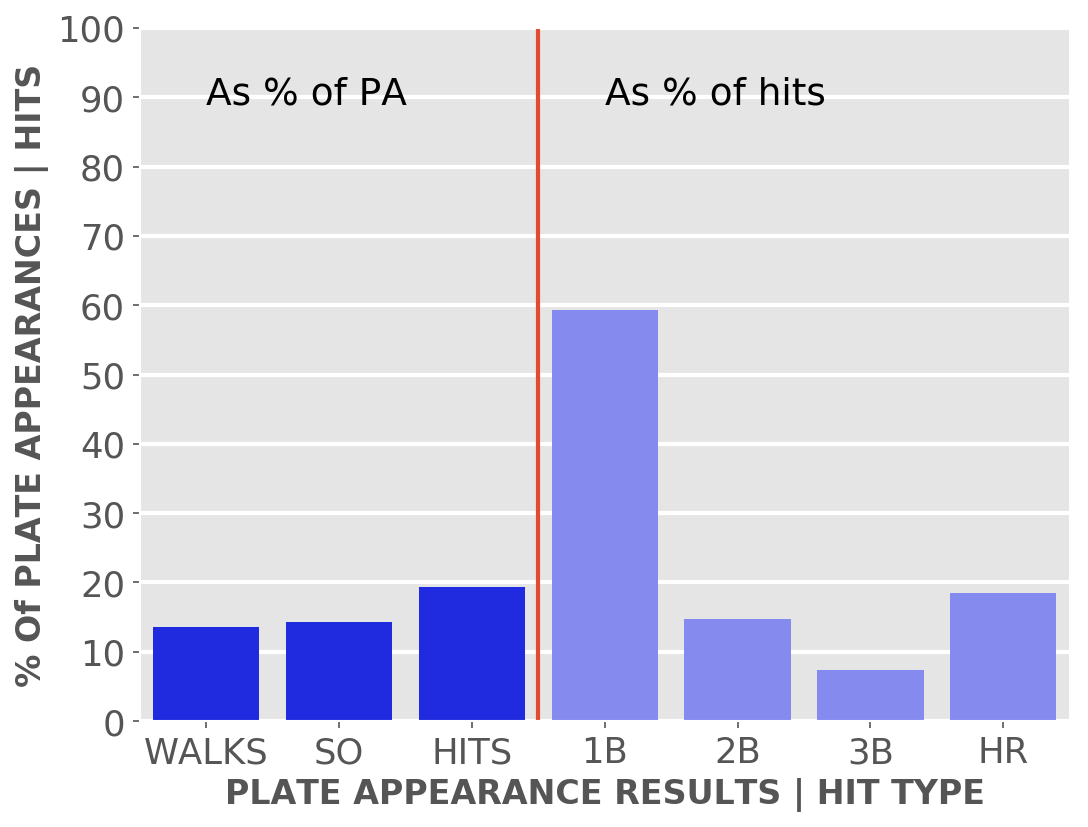 100
90
80
70
60
50
40
30
20
10
0
% Of PLATE APPEARANCES | HITS
As % of PA
As % of hits
WALKS SO HITS 1B 2B 3B HR
PLATE APPEARANCE RESULTS | HIT TYPE